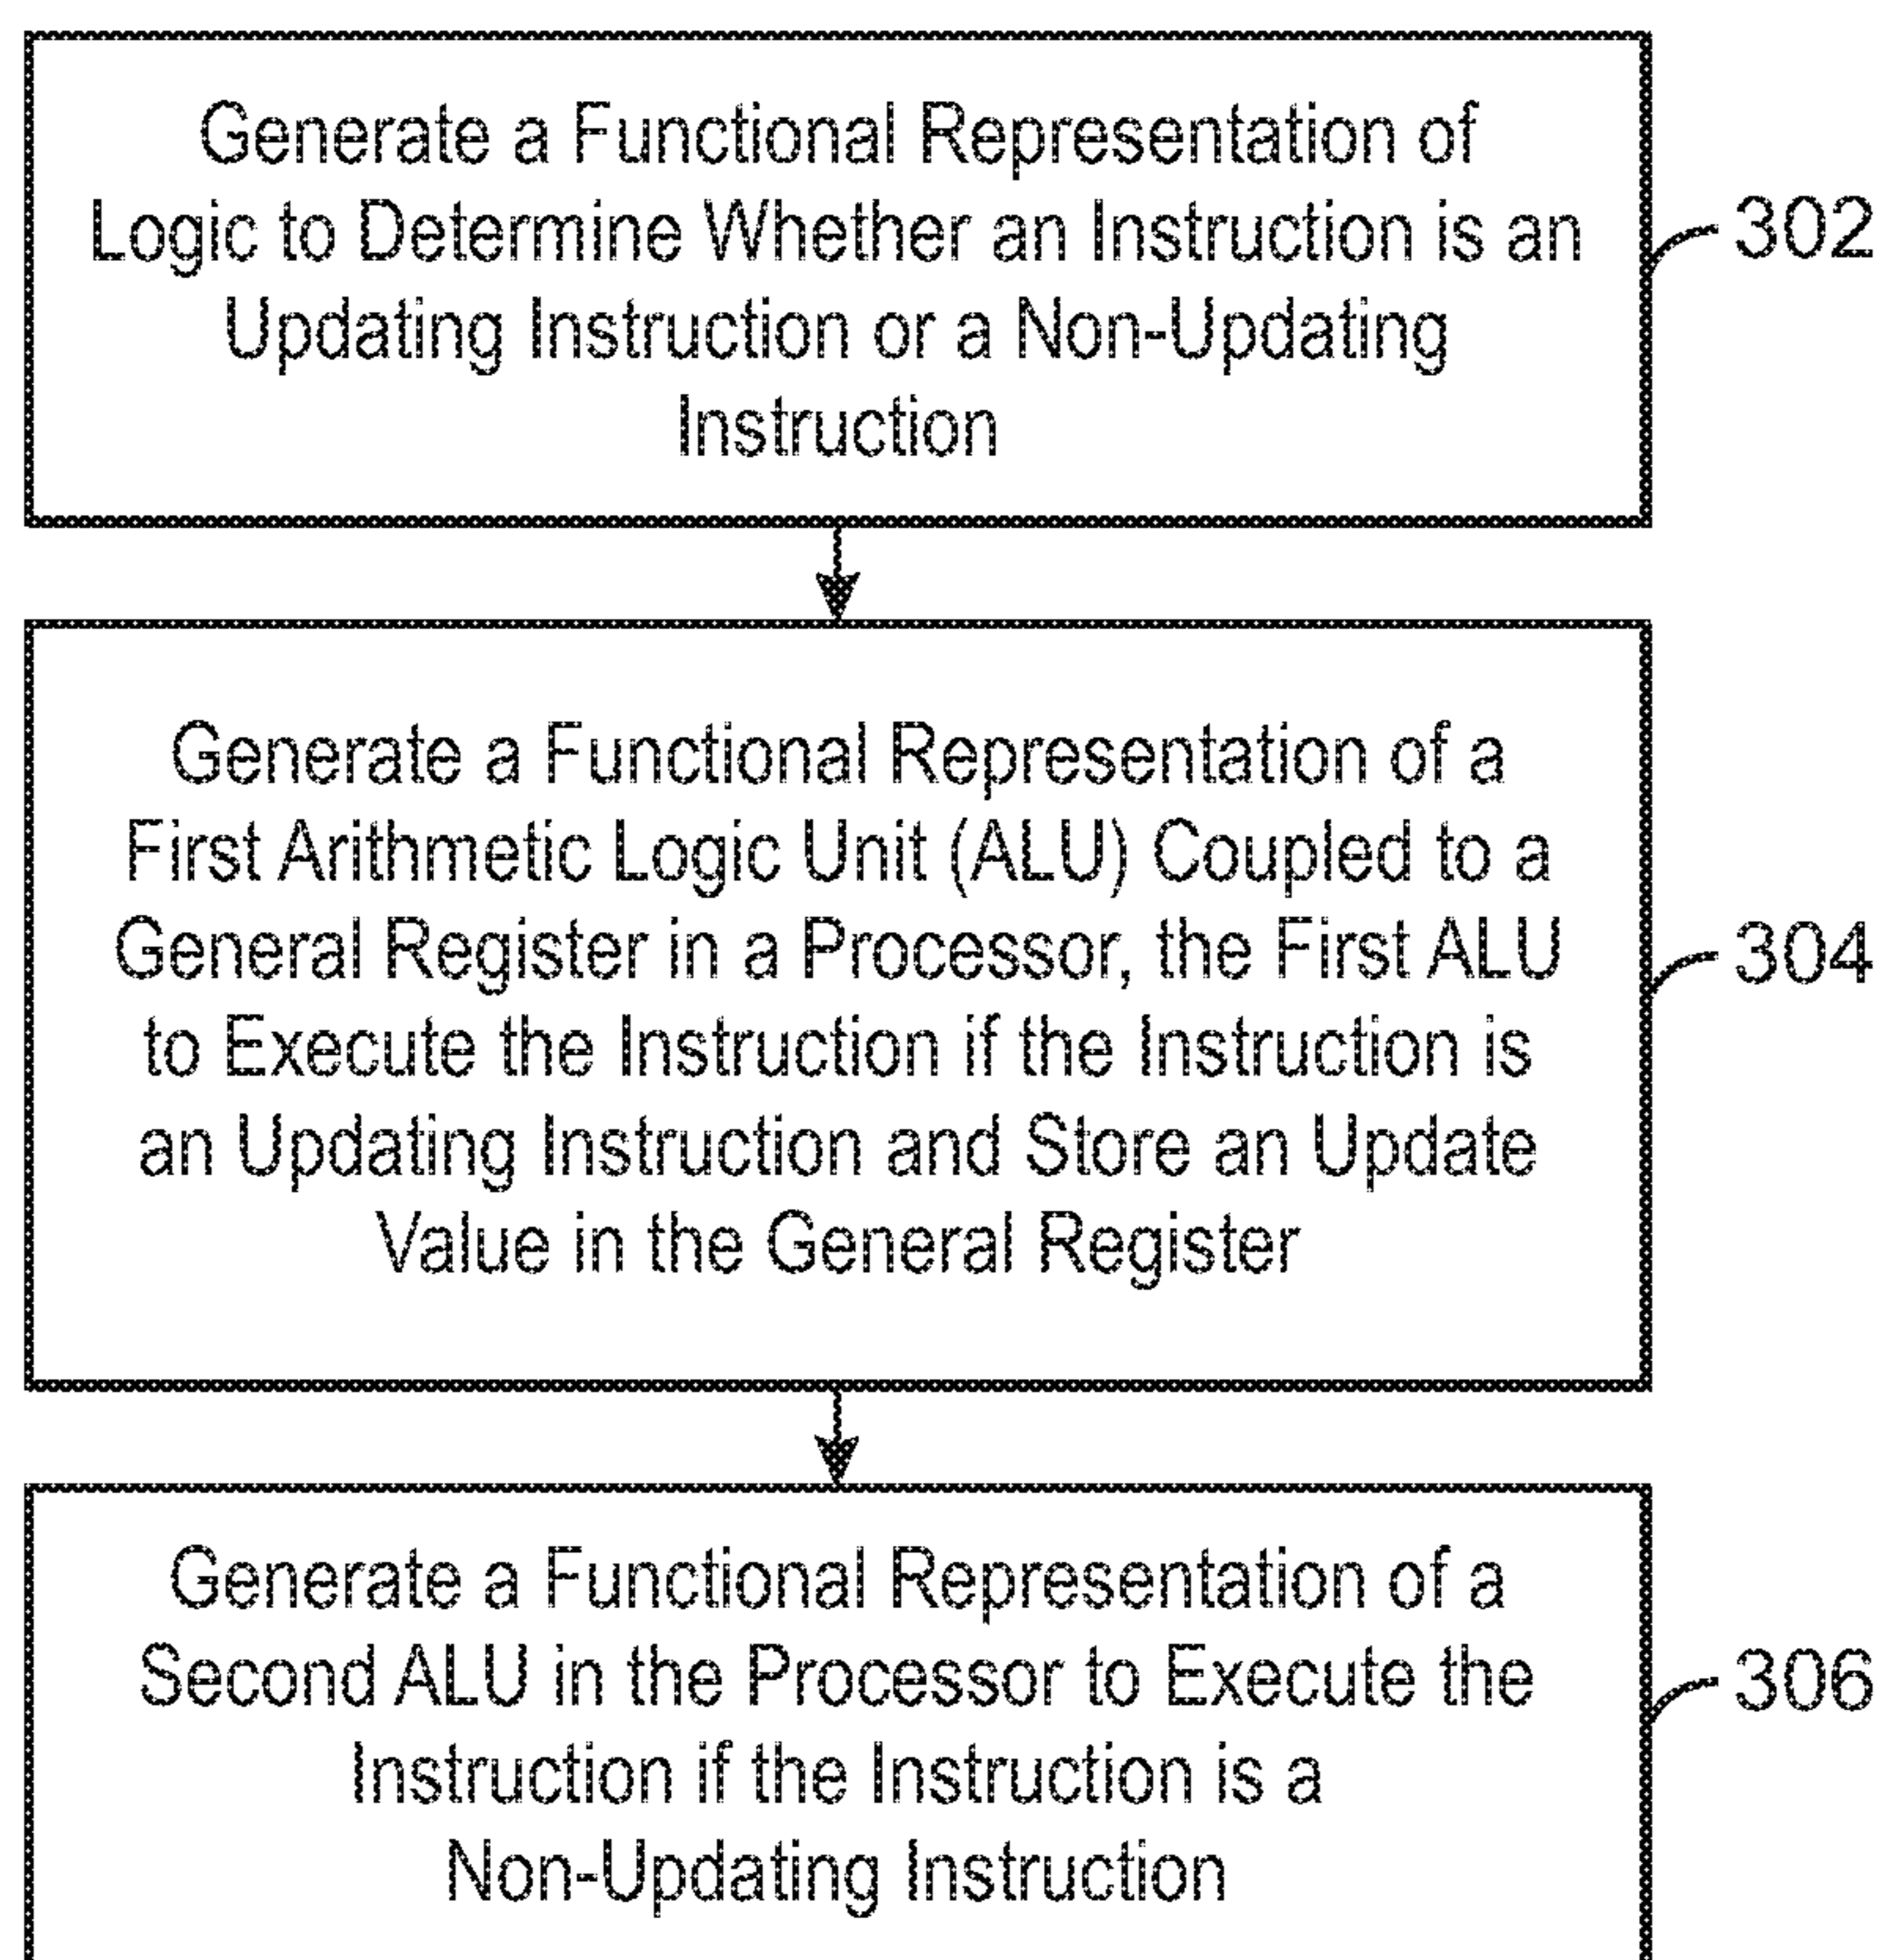 Generate a Functional Representation of
Logic to Determine Whether an Instruction is an
Updating Instruction or a Non-Updating
Instruction
302
Generate a Functional Representation of a
First Arithmetic Logic Unit (ALU) Coupled to a
General Register in a Processor, the First ALU
to Execute the Instruction if the Instruction is
an Updating Instruction and Store an Update
Value in the General Register
304
Generate a Functional Representation of a
Second ALU in the Processor to Execute the
Instruction if the Instruction is a
Non-Updating Instruction
306